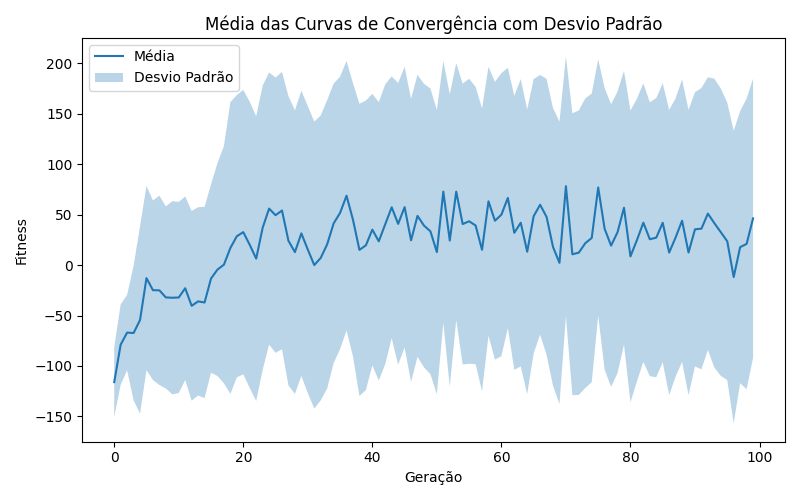 Média das Curvas de Convergência com Desvio Padrão
Média
Desvio Padrão
200
150
100
50
0
−50
−100
−150
Fitness
0 20 40 60 80 100
Geração